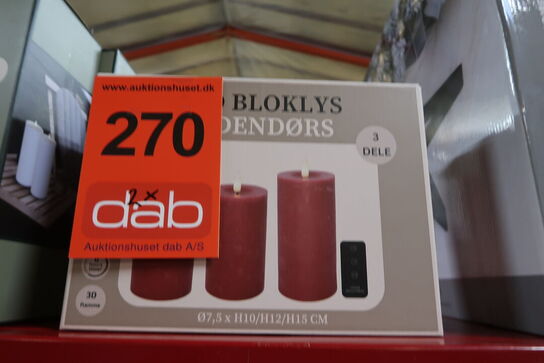 www.auktionshuset.dk
270
2x
dab
Auktionshuset dab A/S
BLOKLYS
DENDØRS
3
DELE
30
Ø7,5 x H10/H12/H15 CM